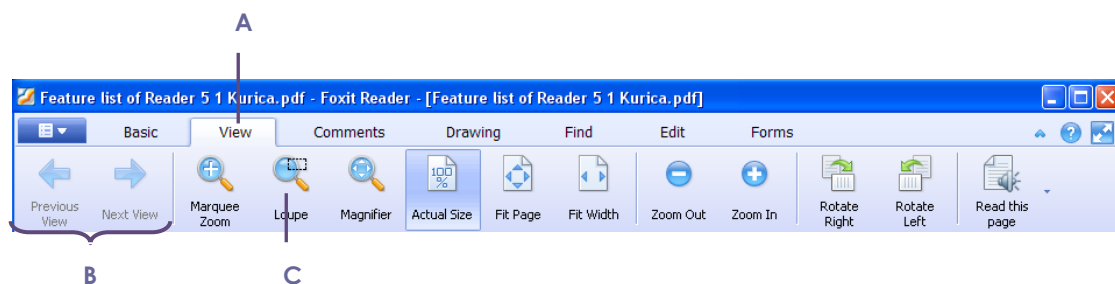 A
Feature list of Reader 5 1 Kurica.pdf - Foxit Reader - [Feature list of Reader 5 1 Kurica.pdf]
Basic View Comments Drawing Find Edit Forms
100
%
Previous View Next View Marquee Zoom Loupe Magnifier Actual Size Fit Page Fit Width Zoom Out Zoom In Rotate Right Rotate Left Read this page
B C